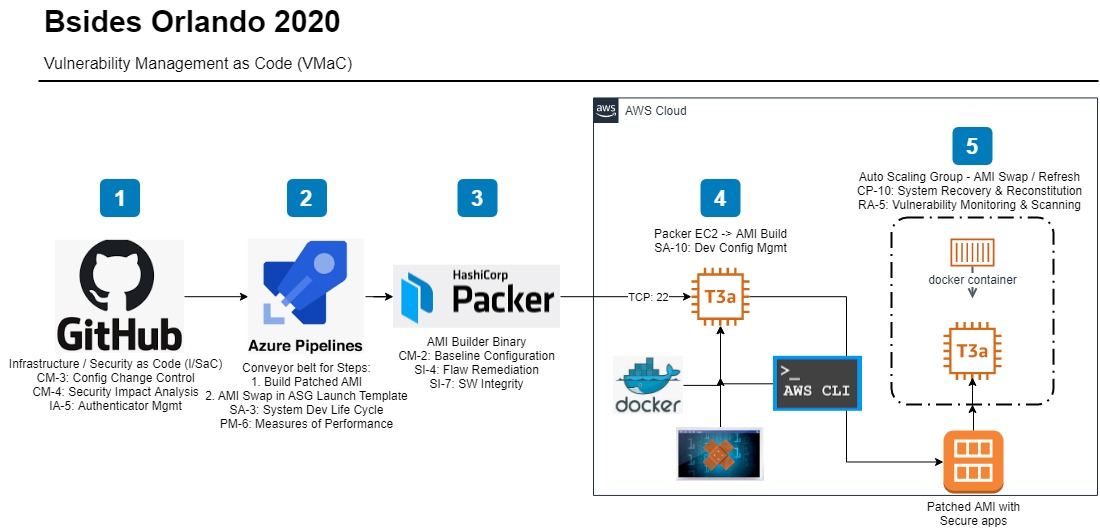 Bsides Orlando 2020
Vulnerability Management as Code (VMaC)
aws
AWS Cloud
1
GitHub
Infrastructure / Security as Code (I/SaC)
CM-3: Config Change Control
CM-4: Security Impact Analysis
IA-5: Authenticator Mgmt
2
Azure Pipelines
Conveyor belt for Steps:
1. Build Patched AMI
2. AMI Swap in ASG Launch Template
SA-3: System Dev Life Cycle
PM-6: Measures of Performance
3
HashiCorp
Packer
AMI Builder Binary
CM-2: Baseline Configuration
SI-4: Flaw Remediation
SI-7: SW Integrity
TCP: 22
4
Packer EC2 -> AMI Build
SA-10: Dev Config Mgmt
T3a
docker
>_
AWS CLI
5
Auto Scaling Group - AMI Swap / Refresh
CP-10: System Recovery & Reconstitution
RA-5: Vulnerability Monitoring & Scanning
docker container
T3a
Patched AMI with
Secure apps